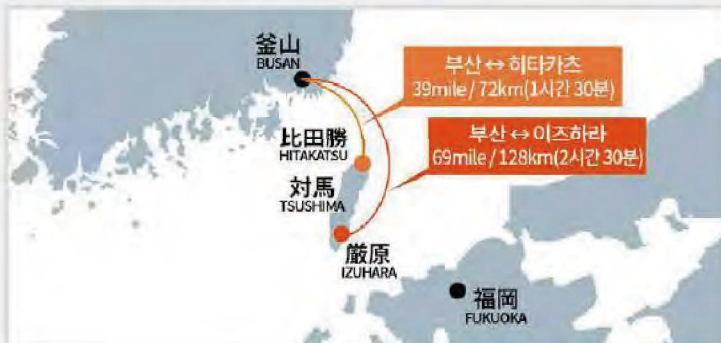 釜山
BUSAN
부산 ↔ 히타카츠
39mile / 72km(1시간 30분)
부산 ↔ 이즈하라
69mile / 128km(2시간 30분)
比田勝
HITAKATSU
対馬
TSUSHIMA
厳原
IZUHARA
福岡
FUKUOKA